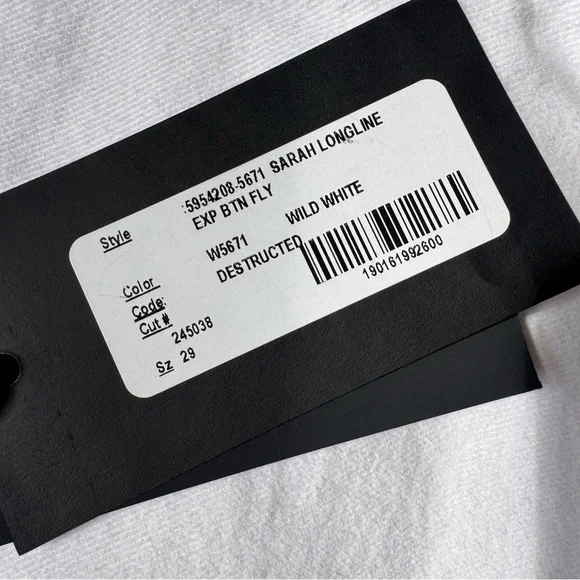 Style :5954208-5671 SARAH LONGLINE
EXP BTN FLY
Color W5671 WILD WHITE
Code: DESTRUCTED
Cut # 245038
Sz 29
190161992600